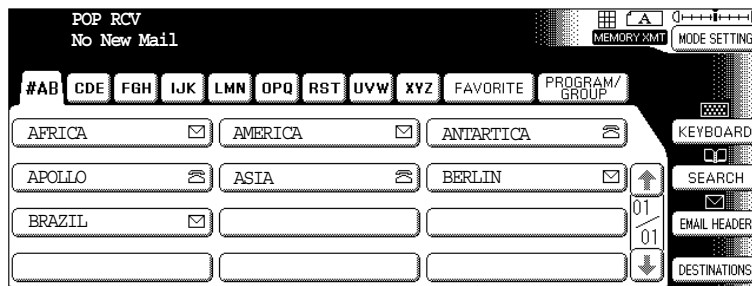 POP RCV
No New Mail
A
MEMORY XMT
MODE SETTING
#AB CDE FGH IJK LMN OPQ RST UVW XYZ FAVORITE PROGRAM/
GROUP
AFRICA AMERICA ANTARTICA
KEYBOARD
APOLLO ASIA BERLIN
SEARCH
BRAZIL
01
01
EMAIL HEADER
DESTINATIONS